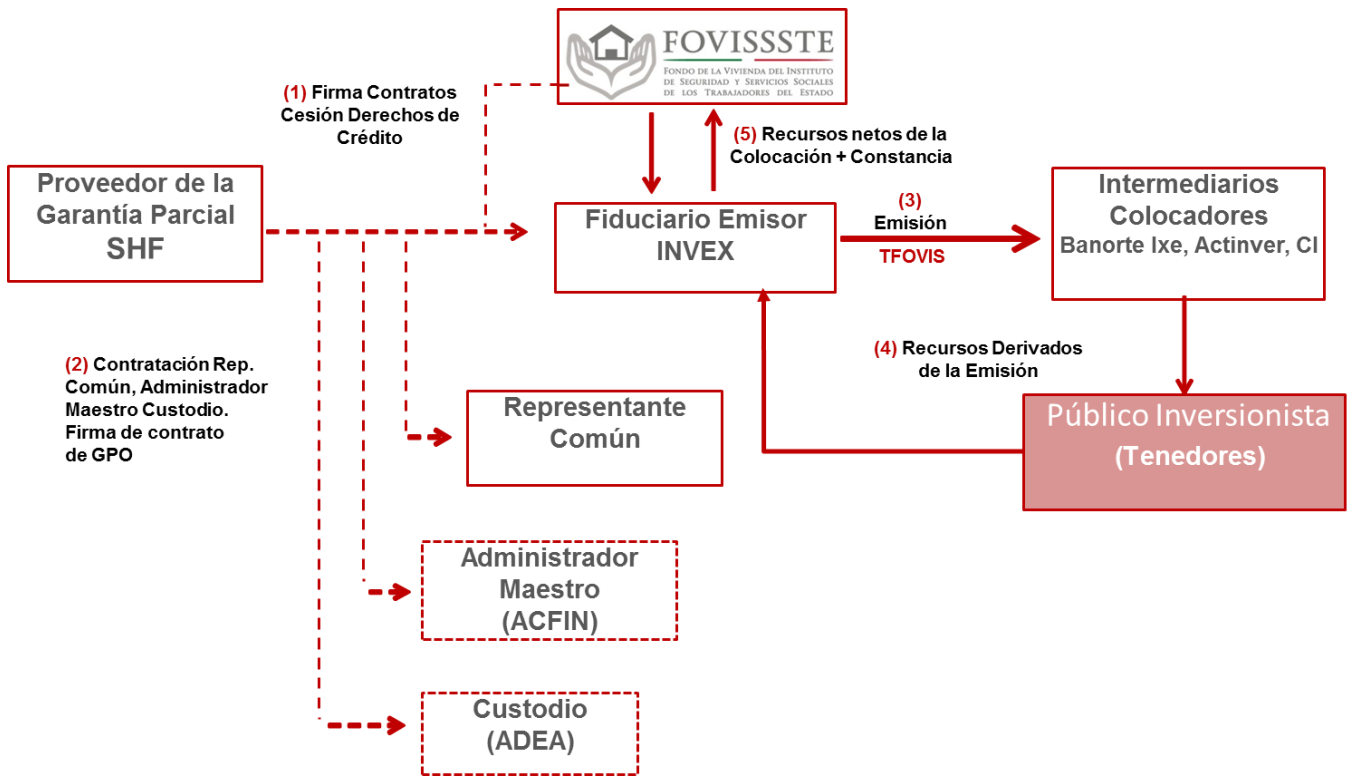 FOVISSSTE
FONDO DE LA VIVIENDA DEL INSTITUTO
DE SEGURIDAD Y SERVICIOS SOCIALES
DE LOS TRABAJADORES DEL ESTADO
(1) Firma Contratos
Cesión Derechos de
Crédito
(5) Recursos netos de la
Colocación + Constancia
Proveedor de la
Garantía Parcial
SHF
Fiduciario Emisor
INVEX
(3)
Emisión
TFOVIS
Intermediarios
Colocadores
Banorte Ixe, Actinver, CI
(2) Contratación Rep.
Común, Administrador
Maestro Custodio.
Firma de contrato
de GPO
(4) Recursos Derivados
de la Emisión
Representante
Común
Público Inversionista
(Tenedores)
Administrador
Maestro
(ACFIN)
Custodio
(ADEA)